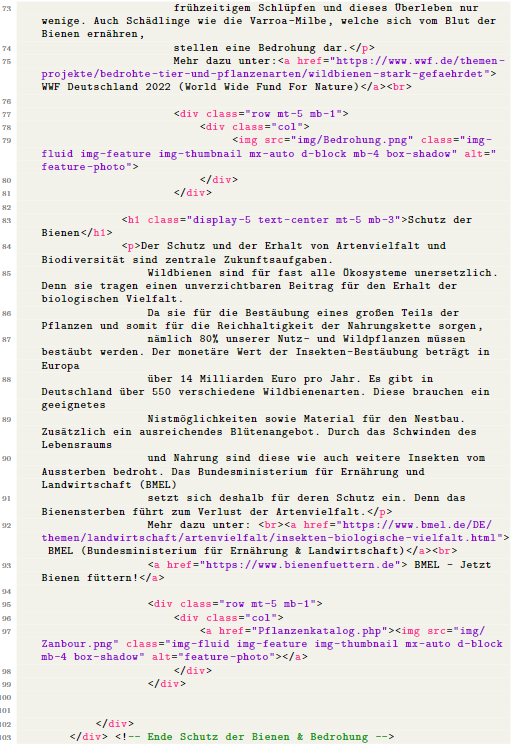 73 frühzeitigem Schlüpfen und dieses Überleben nur
wenige. Auch Schädlinge wie die Varroa-Milbe, welche sich vom Blut der
Bienen ernähren,
74 stellen eine Bedrohung dar.</p>
75 Mehr dazu unter:<a href="https://www.wwf.de/themen-
projekte/bedrohte-tier-und-pflanzenarten/wildbienen-stark-gefaehrdet">
WWF Deutschland 2022 (World Wide Fund For Nature)</a><br>
76
77 <div class="row mt-5 mb-1">
78 <div class="col">
79 <img src="img/Bedrohung.png" class="img-
fluid img-feature img-thumbnail mx-auto d-block mb-4 box-shadow" alt="
feature-photo">
80 </div>
81 </div>
82
83 <h1 class="display-5 text-center mt-5 mb-3">Schutz der
Bienen</h1>
84 <p>Der Schutz und der Erhalt von Artenvielfalt und
Biodiversität sind zentrale Zukunftsaufgaben.
85 Wildbienen sind für fast alle Ökosysteme unersetzlich.
Denn sie tragen einen unverzichtbaren Beitrag für den Erhalt der
biologischen Vielfalt.
86 Da sie für die Bestäubung eines großen Teils der
Pflanzen und somit für die Reichhaltigkeit der Nahrungskette sorgen,
87 nämlich 80% unserer Nutz- und Wildpflanzen müssen
bestäubt werden. Der monetäre Wert der Insekten-Bestäubung beträgt in
Europa
88 über 14 Milliarden Euro pro Jahr. Es gibt in
Deutschland über 550 verschiedene Wildbienenarten. Diese brauchen ein
geeignetes
89 Nistmöglichkeiten sowie Material für den Nestbau.
Zusätzlich ein ausreichendes Blütenangebot. Durch das Schwinden des
Lebensraums
90 und Nahrung sind diese wie auch weitere Insekten vom
Aussterben bedroht. Das Bundesministerium für Ernährung und
Landwirtschaft (BMEL)
91 setzt sich deshalb für deren Schutz ein. Denn das
Bienensterben führt zum Verlust der Artenvielfalt.</p>
92 Mehr dazu unter: <br><a href="https://www.bmel.de/DE/
themen/landwirtschaft/artenvielfalt/insekten-biologische-vielfalt.html">
BMEL (Bundesministerium für Ernährung & Landwirtschaft)</a><br>
93 <a href="https://www.bienenfuettern.de"> BMEL - Jetzt
Bienen füttern!</a>
94
95 <div class="row mt-5 mb-1">
96 <div class="col">
97 <a href="Pflanzenkatalog.php"><img src="img/
Zanbour.png" class="img-fluid img-feature img-thumbnail mx-auto d-block
mb-4 box-shadow" alt="feature-photo"></a>
98 </div>
99 </div>
100
101
102 </div>
103 </div> <!-- Ende Schutz der Bienen & Bedrohung -->